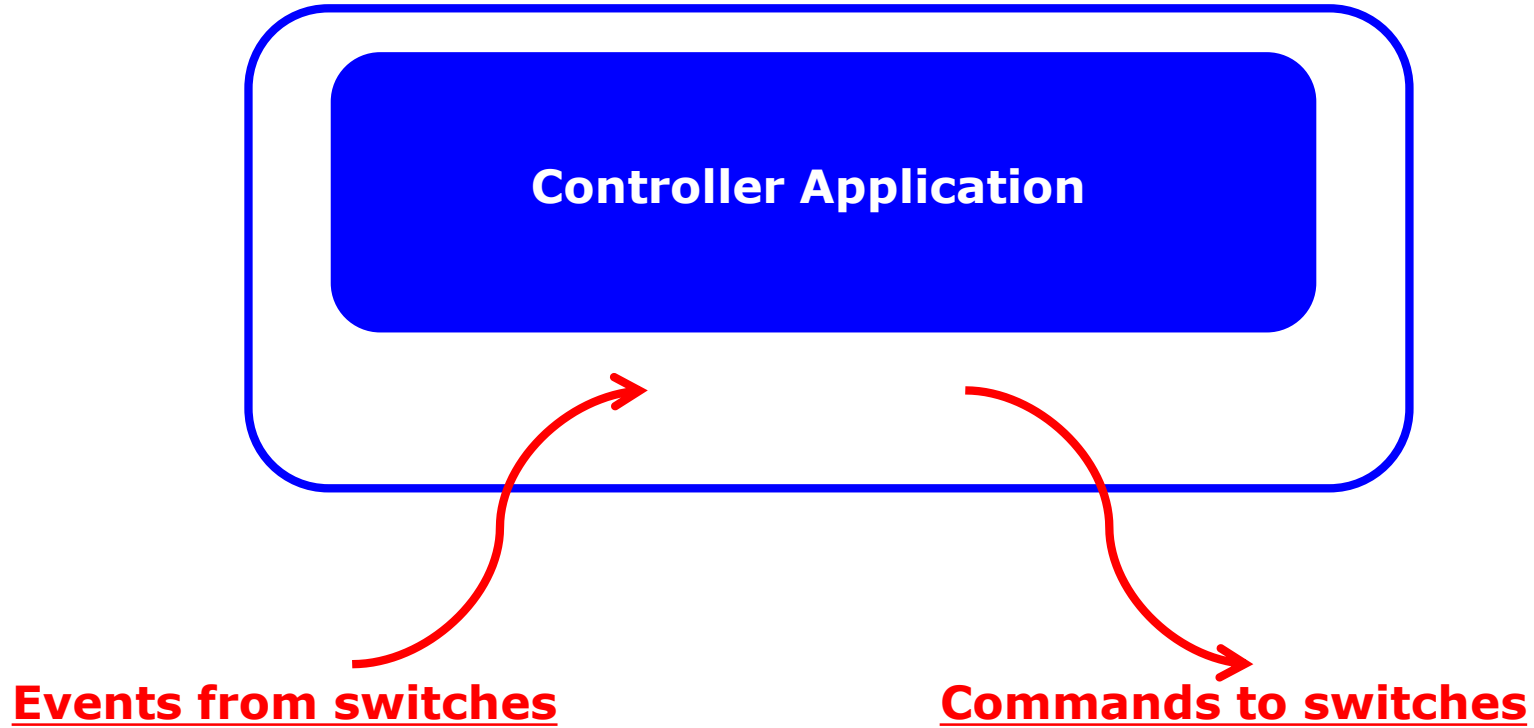 Controller Application
Events from switches
Commands to switches